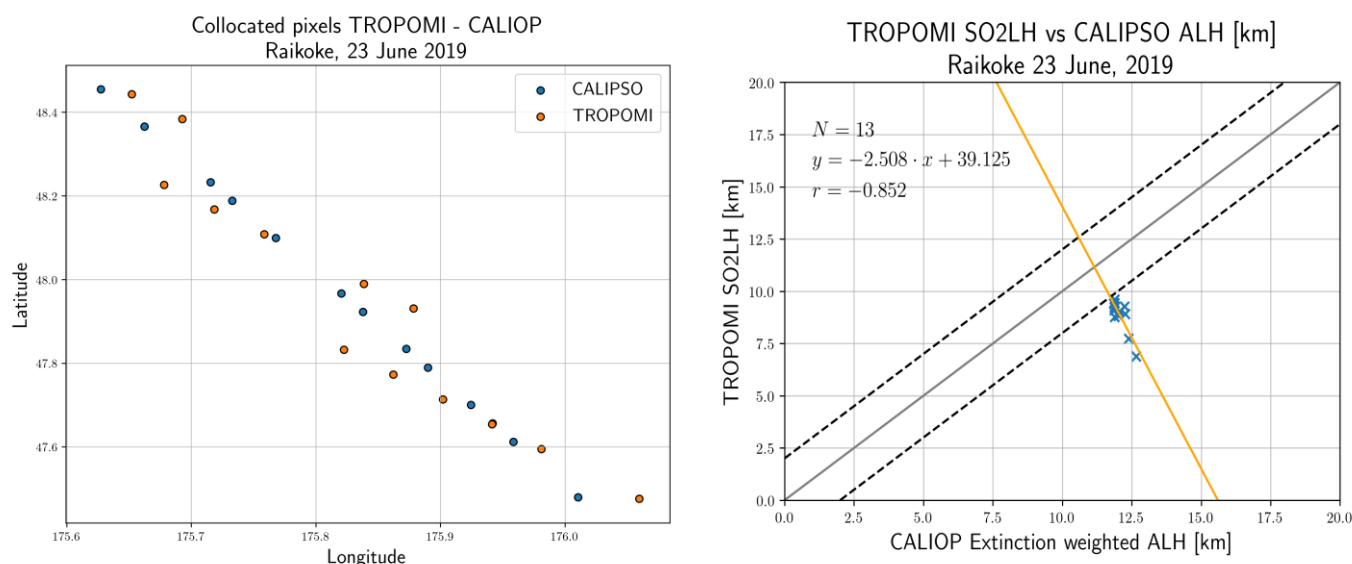 Collocated pixels TROPOMI - CALIOP
Raikoke, 23 June 2019
CALIPSO
TROPOMI
48.4
48.2
48.0
47.8
47.6
Latitude
175.6 175.7 175.8 175.9 176.0
Longitude
TROPOMI SO2LH vs CALIPSO ALH [km]
Raikoke 23 June, 2019
N = 13
y = −2.508 · x + 39.125
r = −0.852
20.0
17.5
15.0
12.5
10.0
7.5
5.0
2.5
0.0
TROPOMI SO2LH [km]
0.0 2.5 5.0 7.5 10.0 12.5 15.0 17.5 20.0
CALIOP Extinction weighted ALH [km]